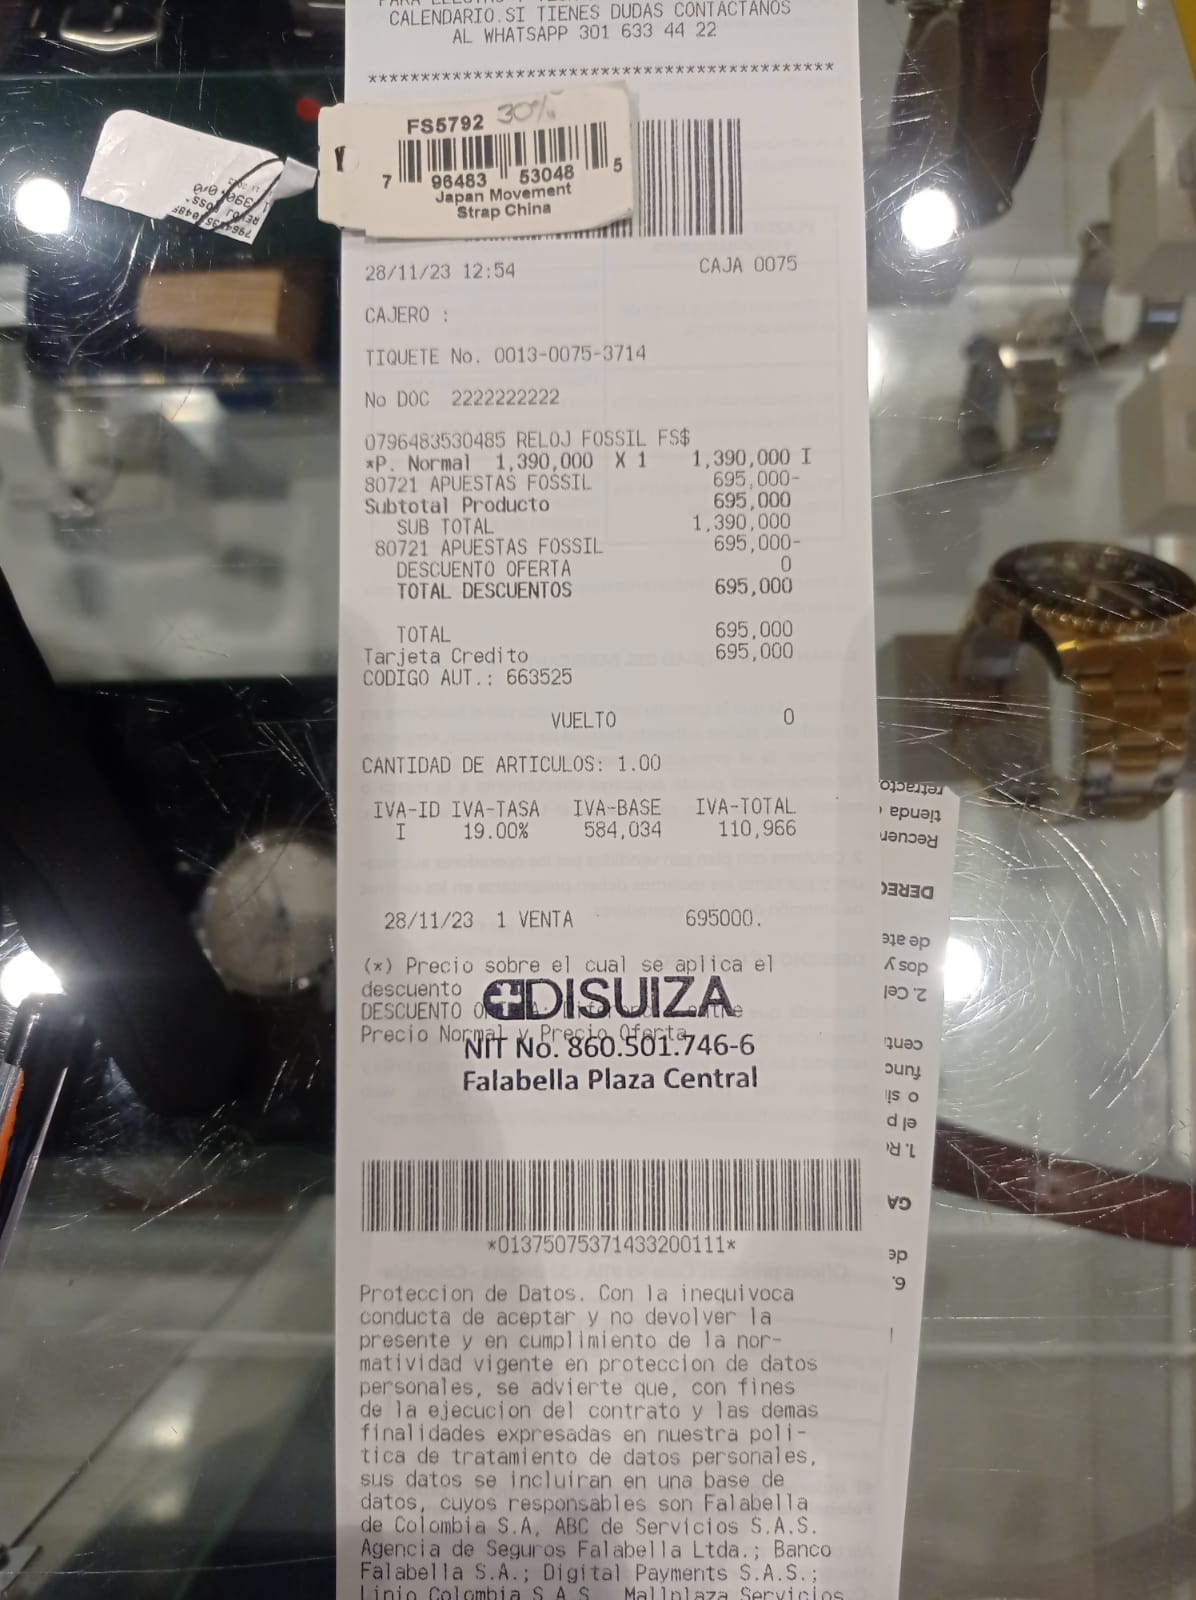 CALENDARIO.SI TIENES DUDAS CONTACTANOS
AL WHATSAPP 301 633 44 22
********************************************
FS5792 30%
7 96483 53048 5
Japan Movement
Strap China
28/11/23 12:54 CAJA 0075
CAJERO :
TIQUETE No. 0013-0075-3714
No DOC 2222222222
0796483530485 RELOJ FOSSIL FS$
*P. Normal 1,390,000 X 1 1,390,000 I
80721 APUESTAS FOSSIL 695,000-
Subtotal Producto 695,000
SUB TOTAL 1,390,000
80721 APUESTAS FOSSIL 695,000-
DESCUENTO OFERTA 0
TOTAL DESCUENTOS 695,000
TOTAL 695,000
Tarjeta Credito 695,000
CODIGO AUT.: 663525
VUELTO 0
CANTIDAD DE ARTICULOS: 1.00
IVA-ID IVA-TASA IVA-BASE IVA-TOTAL
I 19.00% 584,034 110,966
28/11/23 1 VENTA 695000.
(*) Precio sobre el cual se aplica el
descuento
DISUIZA
DESCUENTO
Precio Normal y Precio Oferta
NIT No. 860.501.746-6
Falabella Plaza Central
*01375075371433200111*
Proteccion de Datos. Con la inequivoca
conducta de aceptar y no devolver la
presente y en cumplimiento de la nor-
matividad vigente en proteccion de datos
personales, se advierte que, con fines
de la ejecucion del contrato y las demas
finalidades expresadas en nuestra poli-
tica de tratamiento de datos personales,
sus datos se incluiran en una base de
datos, cuyos responsables son Falabella
de Colombia S.A, ABC de Servicios S.A.S.
Agencia de Seguros Falabella Ltda.; Banco
Falabella S.A.; Digital Payments S.A.S.;
Linio Colombia S.A.S. Mallplaza Servicios